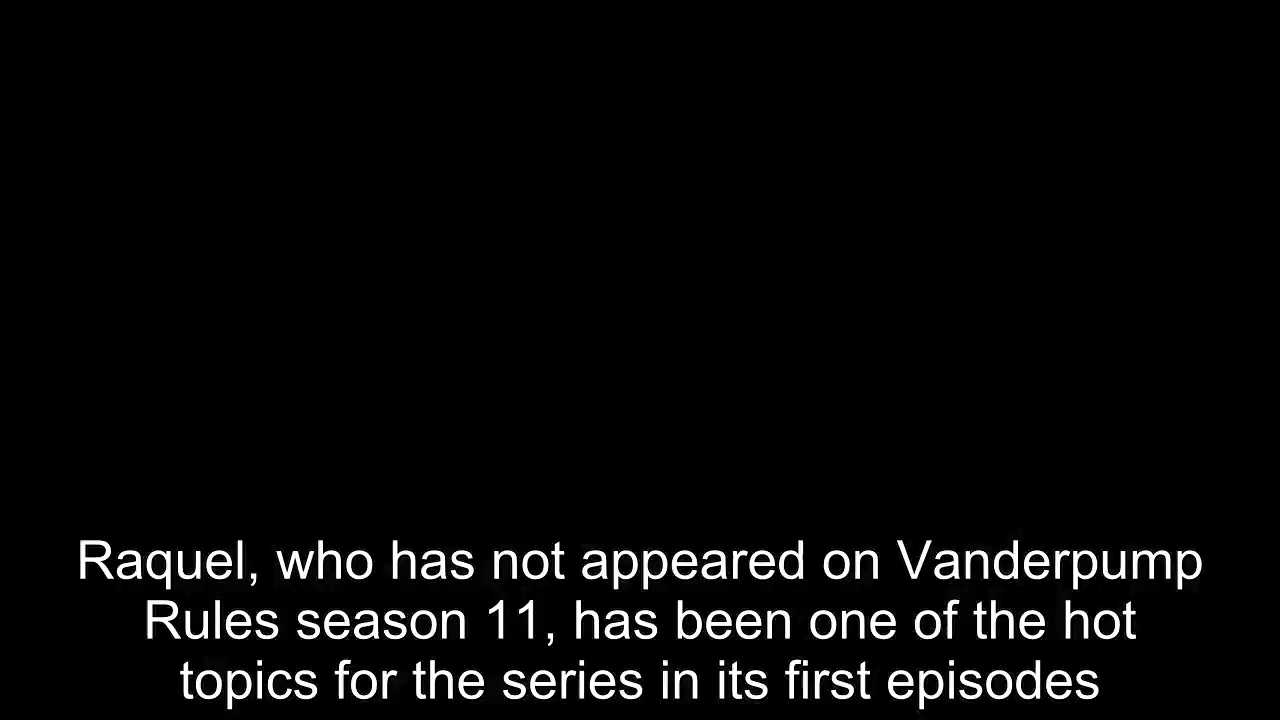 Raquel, who has not appeared on Vanderpump
Rules season 11, has been one of the hot
topics for the series in its first episodes